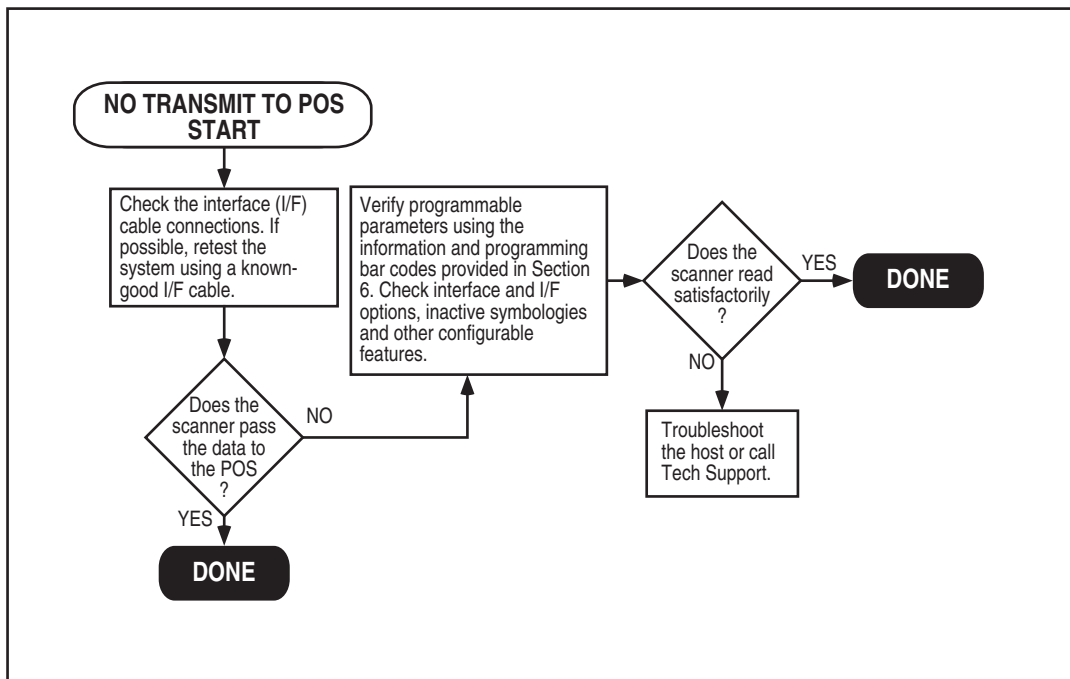 NO TRANSMIT TO POS
START
Check the interface (I/F)
cable connections. If
possible, retest the
system using a known-
good I/F cable.
Does the
scanner pass
the data to
the POS
?
YES
DONE
NO
Verify programmable
parameters using the
information and programming
bar codes provided in Section
6. Check interface and I/F
options, inactive symbologies
and other configurable
features.
Does the
scanner read
satisfactorily
?
YES
DONE
NO
Troubleshoot
the host or call
Tech Support.